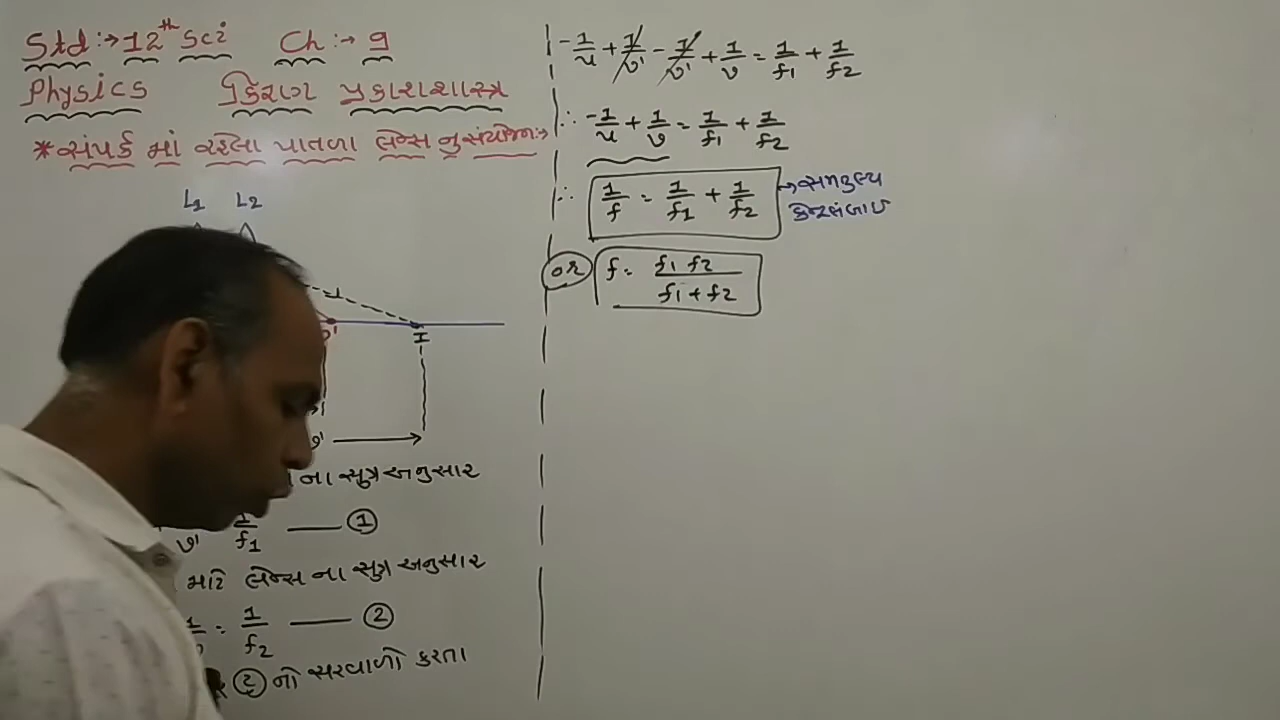 Std:→12th Sci Ch:→ 9
Physics કિરણ પ્રકાશશાસ્ત્ર
*સંપર્ક માં રહેલા પાતળા લેન્સ નુ સંયોજન:→
L1 L2
I
ના સુત્ર અનુસાર
v' 1/f1 —— ①
માટે લેન્સ ના સુત્ર અનુસાર
= 1/f2 —— ②
② નો સરવાળો કરતા
-1/u + 1/v' - 1/v' + 1/v = 1/f1 + 1/f2
∴ -1/u + 1/v = 1/f1 + 1/f2
∴ 1/f = 1/f1 + 1/f2 → સમતુલ્ય
કેન્દ્રલંબાઈ
or f = f1 f2 / f1 + f2